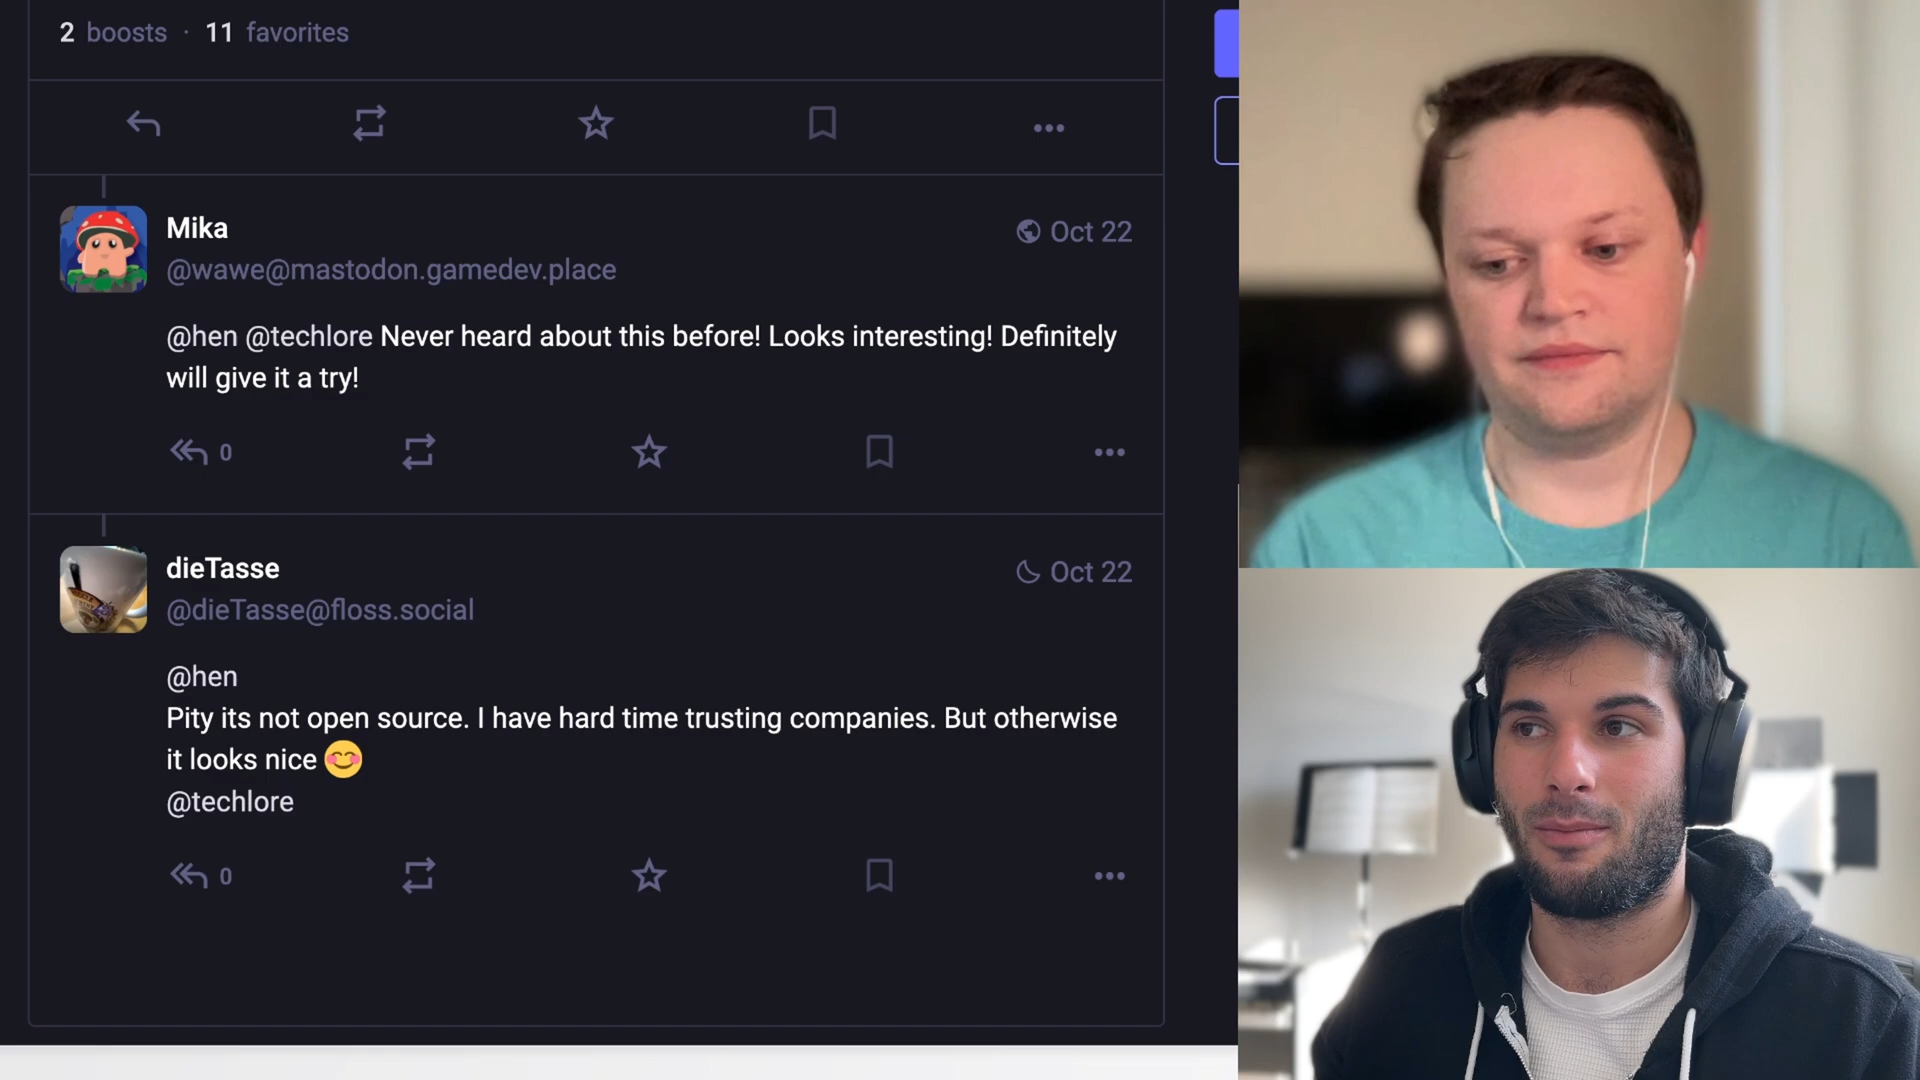 2 boosts · 11 favorites
Mika
Oct 22
@wawe@mastodon.gamedev.place
@hen @techlore Never heard about this before! Looks interesting! Definitely
will give it a try!
0
dieTasse
Oct 22
@dieTasse@floss.social
@hen
Pity its not open source. I have hard time trusting companies. But otherwise
it looks nice 😊
@techlore
0